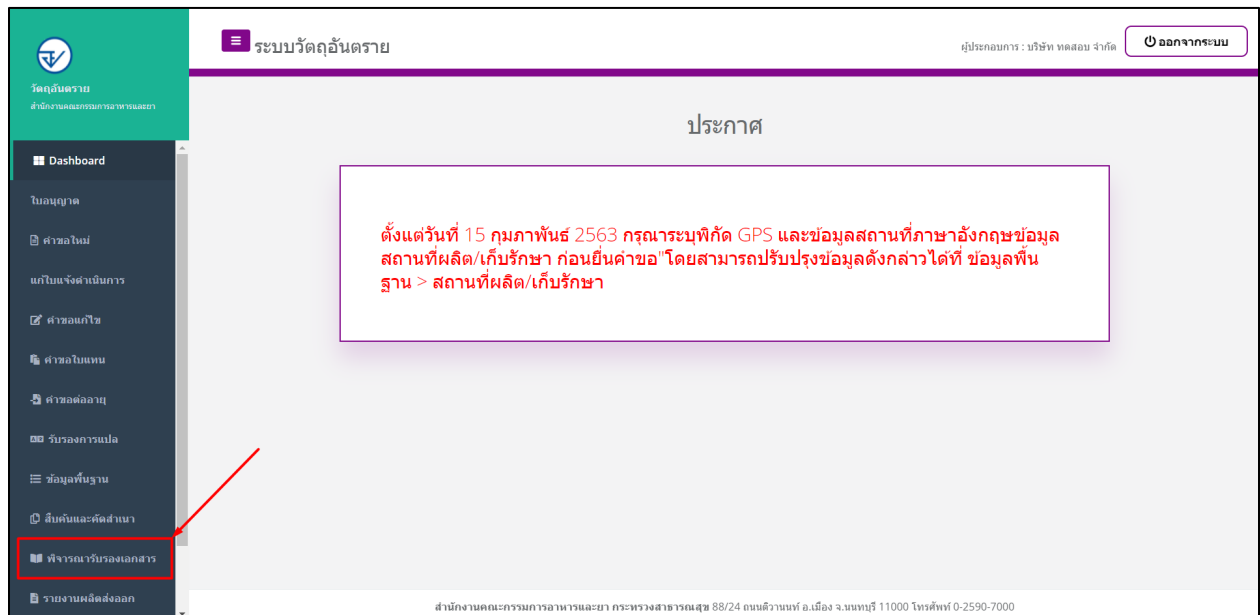 ระบบวัตถุอันตราย
ผู้ประกอบการ : บริษัท ทดสอบ จำกัด
ออกจากระบบ
วัตถุอันตราย
สำนักงานคณะกรรมการอาหารและยา
Dashboard
ใบอนุญาต
คำขอใหม่
แก้ใบแจ้งดำเนินการ
คำขอแก้ไข
คำขอใบแทน
คำขอต่ออายุ
รับรองการแปล
ข้อมูลพื้นฐาน
สืบค้นและคัดสำเนา
พิจารณารับรองเอกสาร
รายงานผลิตส่งออก
ประกาศ
ตั้งแต่วันที่ 15 กุมภาพันธ์ 2563 กรุณาระบุพิกัด GPS และข้อมูลสถานที่ภาษาอังกฤษข้อมูล
สถานที่ผลิต/เก็บรักษา ก่อนยื่นคำขอ"โดยสามารถปรับปรุงข้อมูลดังกล่าวได้ที่ ข้อมูลพื้น
ฐาน > สถานที่ผลิต/เก็บรักษา
สำนักงานคณะกรรมการอาหารและยา กระทรวงสาธารณสุข 88/24 ถนนติวานนท์ อ.เมือง จ.นนทบุรี 11000 โทรศัพท์ 0-2590-7000